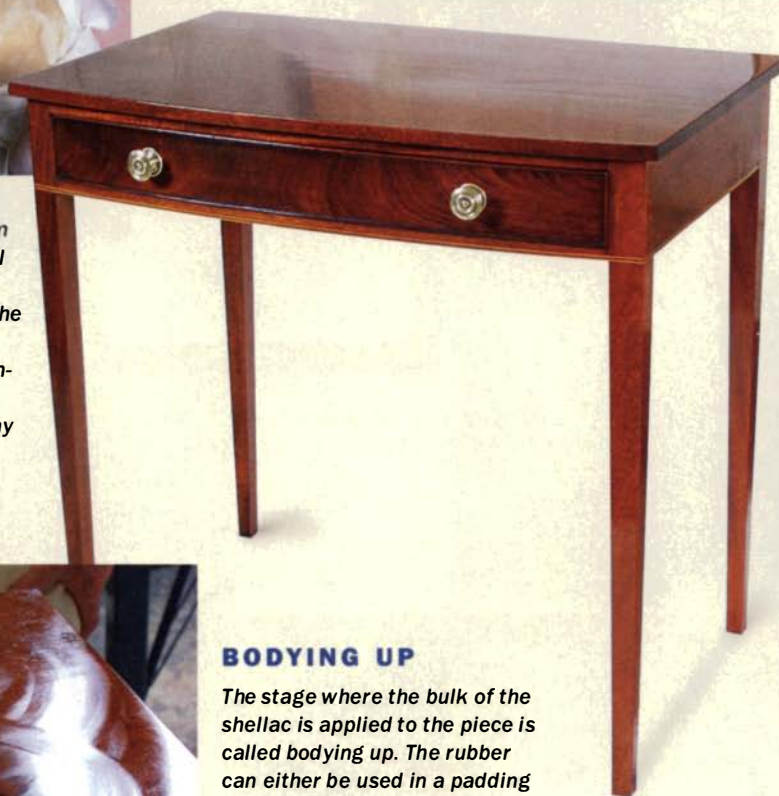 he
n-
y
BODYING UP
The stage where the bulk of the
shellac is applied to the piece is
called bodying up. The rubber
can either be used in a padding